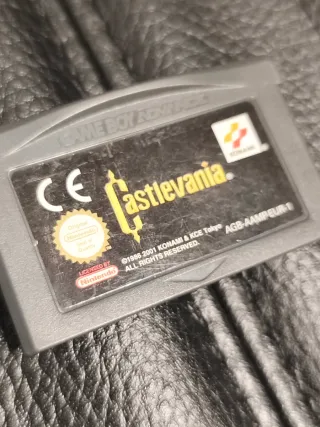 GAME BOY ADVANCE
KONAMI
CE
Castlevania
Nintendo
LICENSED BY
Nintendo
©1986 2001 KONAMI & KCE Tokyo
ALL RIGHTS RESERVED.
AGB-AAMP-EUR-1